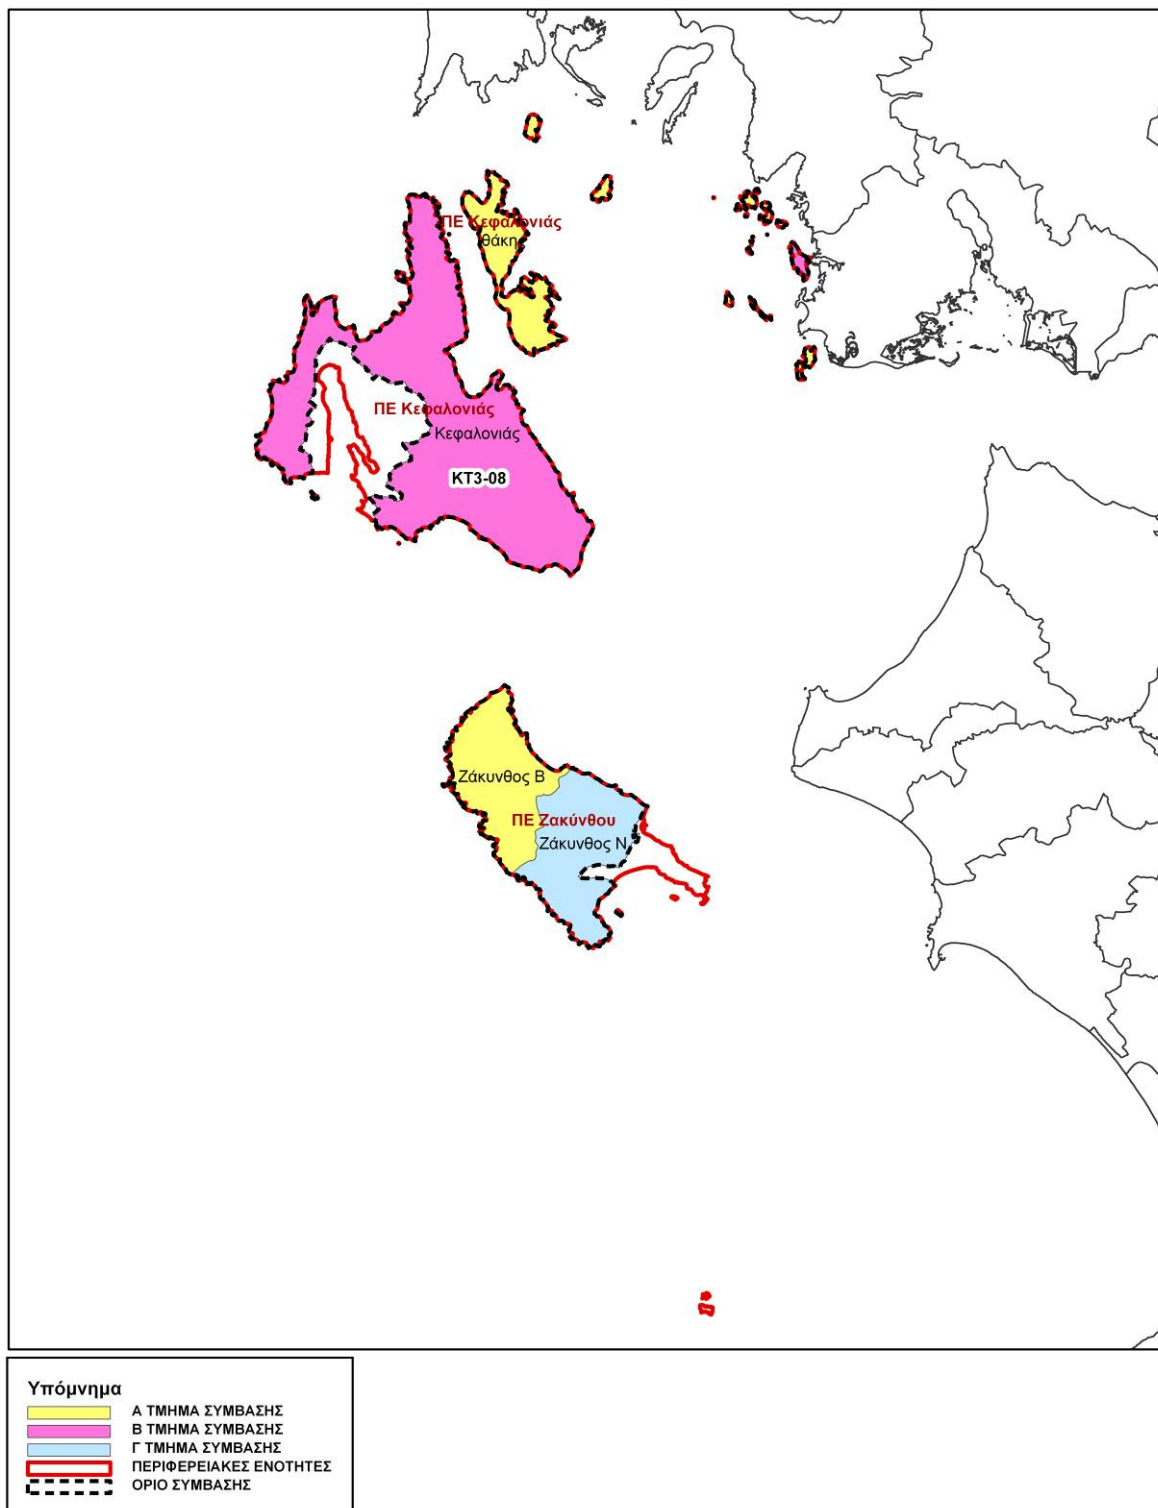 ΠΕ Κεφαλονιάς
θάκη
ΠΕ Κεφαλονιάς
Κεφαλονιάς
ΚΤ3-08
Ζάκυνθος Β
ΠΕ Ζακύνθου
Ζάκυνθος Ν
Υπόμνημα
Α ΤΜΗΜΑ ΣΥΜΒΑΣΗΣ
Β ΤΜΗΜΑ ΣΥΜΒΑΣΗΣ
Γ ΤΜΗΜΑ ΣΥΜΒΑΣΗΣ
ΠΕΡΙΦΕΡΕΙΑΚΕΣ ΕΝΟΤΗΤΕΣ
ΟΡΙΟ ΣΥΜΒΑΣΗΣ